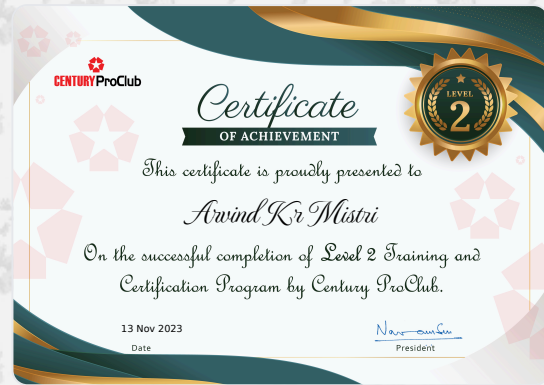 CENTURY ProClub
Certificate
OF ACHIEVEMENT
LEVEL
2
This certificate is proudly presented to
Arvind Kr Mistri
On the successful completion of Level 2 Training and
Certification Program by Century ProClub.
13 Nov 2023
Date
President